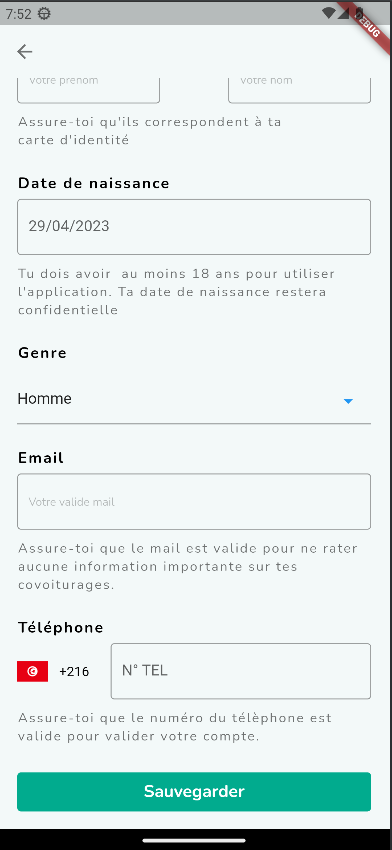 7:52
DEBUG
Votre prenom
Votre nom
Assure-toi qu'ils correspondent à ta
carte d'identité
Date de naissance
29/04/2023
Tu dois avoir  au moins 18 ans pour utiliser
l'application. Ta date de naissance restera
confidentielle
Genre
Homme
Email
Votre valide mail
Assure-toi que le mail est valide pour ne rater
aucune information importante sur tes
covoiturages.
Téléphone
+216
N° TEL
Assure-toi que le numéro du télèphone est
valide pour valider votre compte.
Sauvegarder